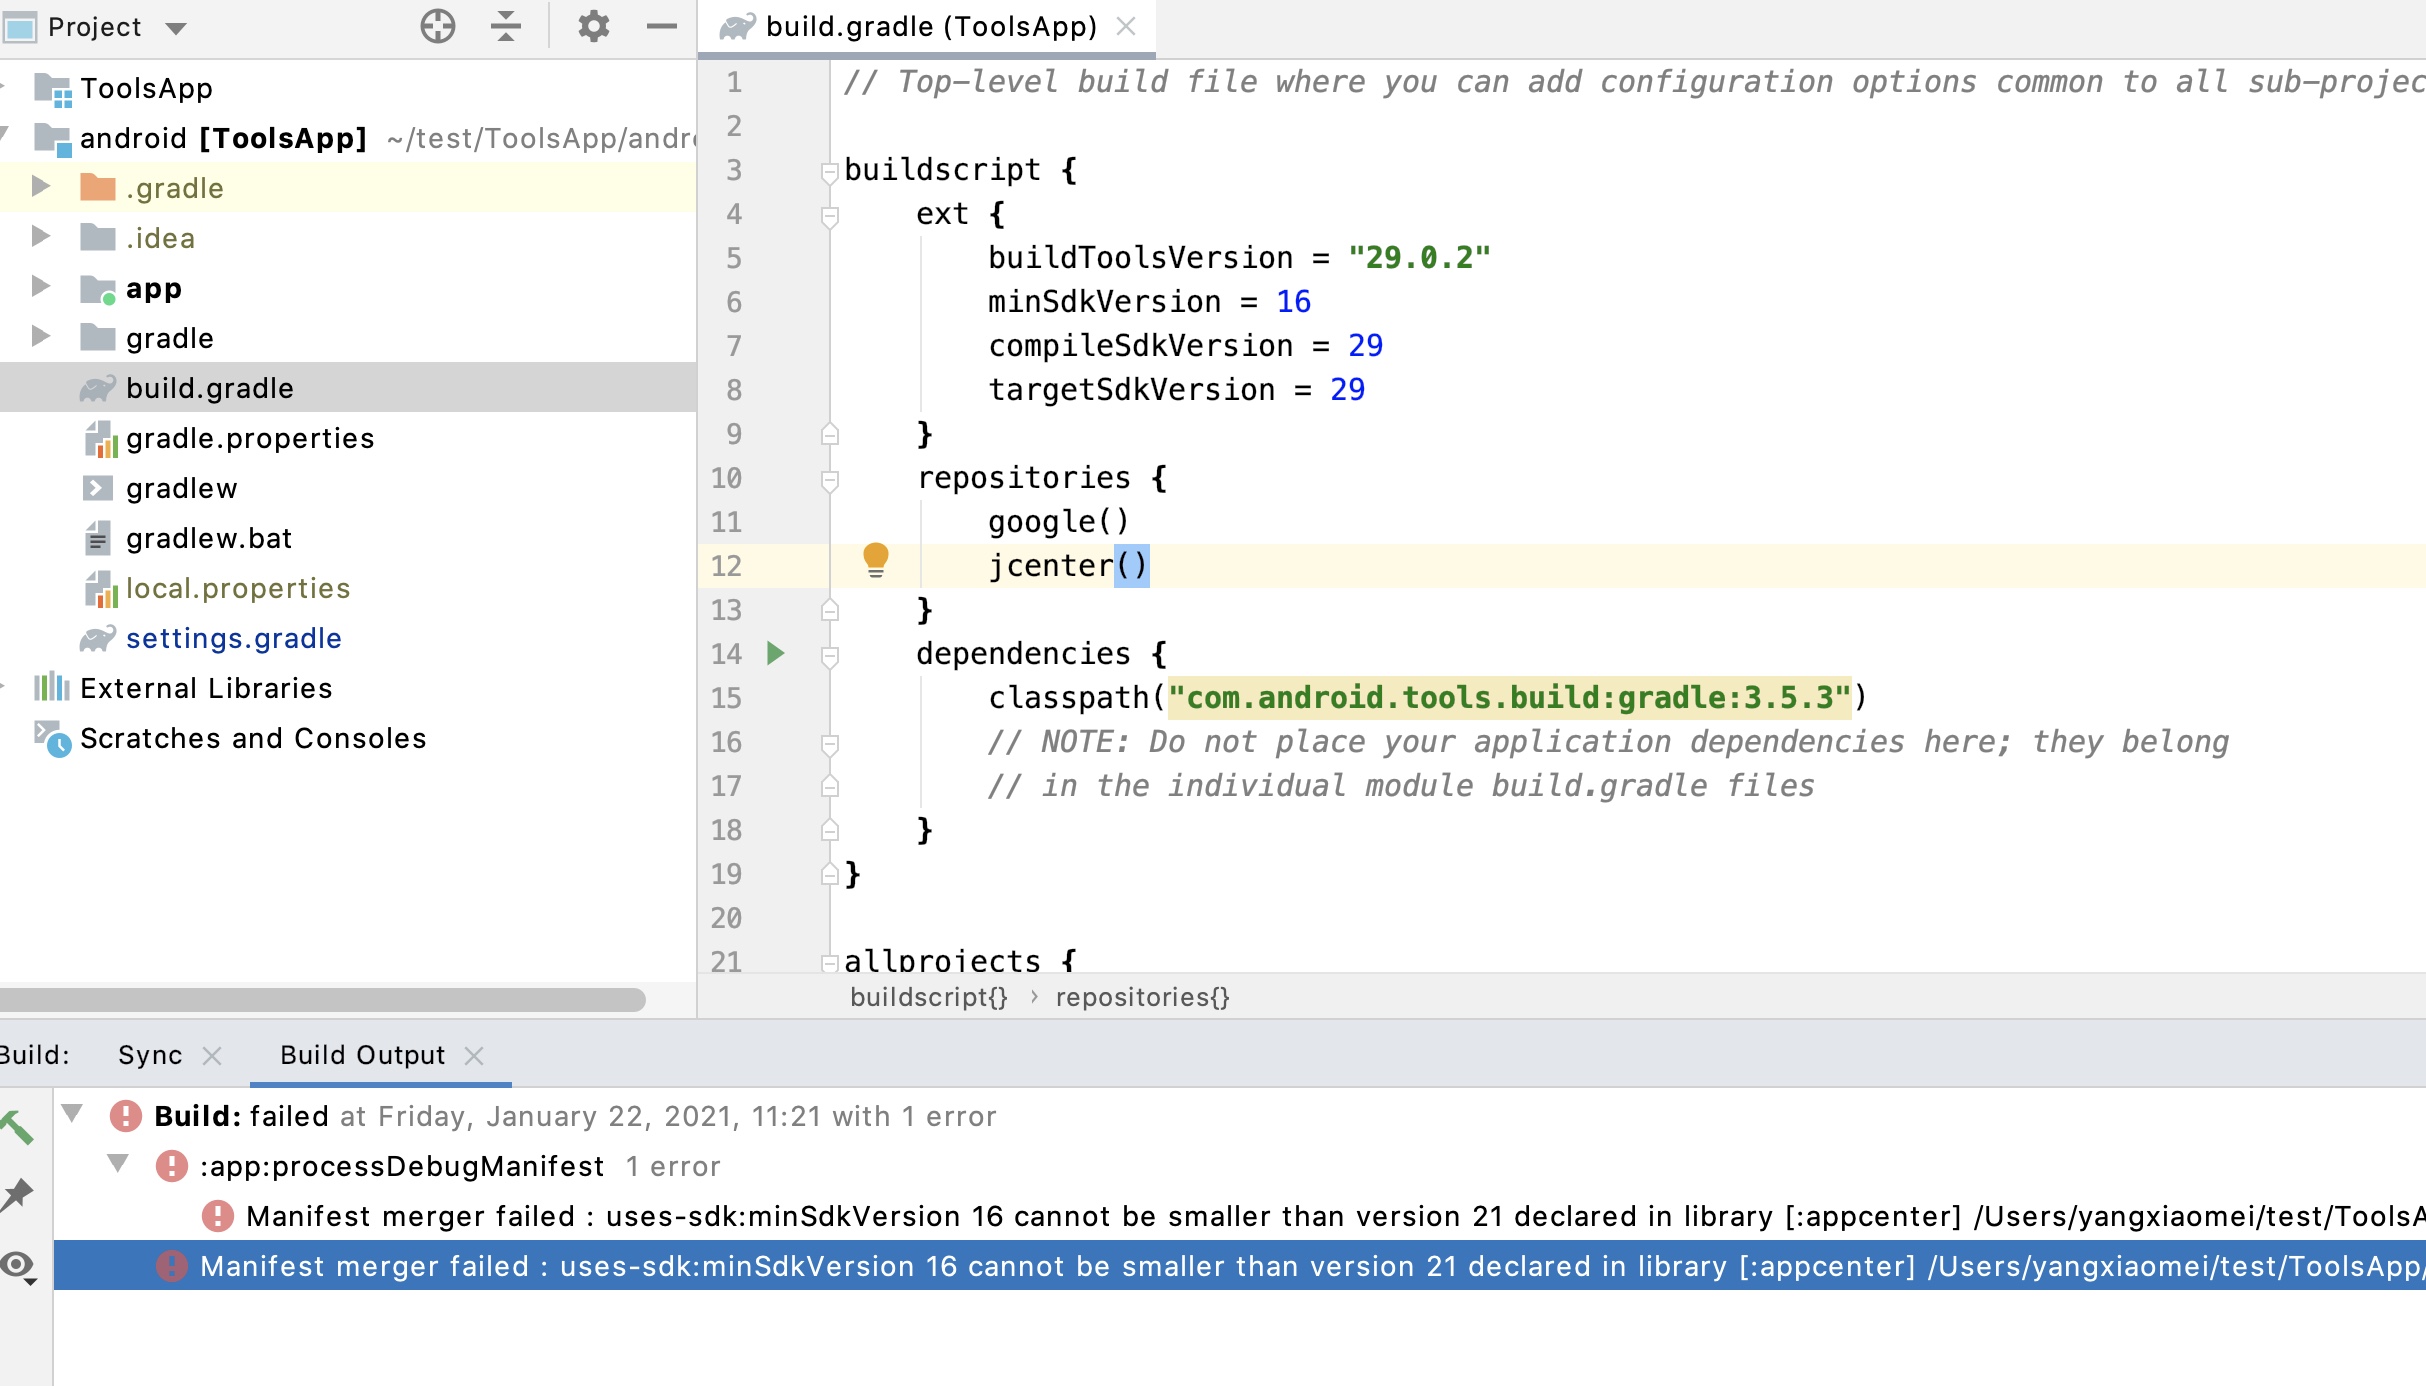 Project
ToolsApp
android [ToolsApp] ~/test/ToolsApp/andro
.gradle
.idea
app
gradle
build.gradle
gradle.properties
gradlew
gradlew.bat
local.properties
settings.gradle
External Libraries
Scratches and Consoles
build.gradle (ToolsApp)
1 // Top-level build file where you can add configuration options common to all sub-projec
2
3 buildscript {
4 ext {
5 buildToolsVersion = "29.0.2"
6 minSdkVersion = 16
7 compileSdkVersion = 29
8 targetSdkVersion = 29
9 }
10 repositories {
11 google()
12 jcenter()
13 }
14 dependencies {
15 classpath("com.android.tools.build:gradle:3.5.3")
16 // NOTE: Do not place your application dependencies here; they belong
17 // in the individual module build.gradle files
18 }
19 }
20
21 allprojects {
buildscript{} › repositories{}
Build: Sync Build Output
Build: failed at Friday, January 22, 2021, 11:21 with 1 error
:app:processDebugManifest 1 error
Manifest merger failed : uses-sdk:minSdkVersion 16 cannot be smaller than version 21 declared in library [:appcenter] /Users/yangxiaomei/test/ToolsA
Manifest merger failed : uses-sdk:minSdkVersion 16 cannot be smaller than version 21 declared in library [:appcenter] /Users/yangxiaomei/test/ToolsApp/